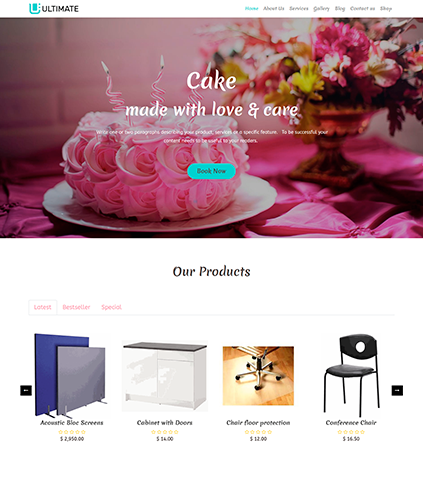 ULTIMATE
Home About Us Services Gallery Blog Contact us Shop
Cake
made with love & care
Write one or two paragraphs describing your product, services or a specific feature. To be successful your
content needs to be useful to your readers.
Book Now
Our Products
Latest Bestseller Special
Acoustic Bloc Screens Cabinet with Doors Chair floor protection Conference Chair
$ 2,950.00 $ 14.00 $ 12.00 $ 16.50